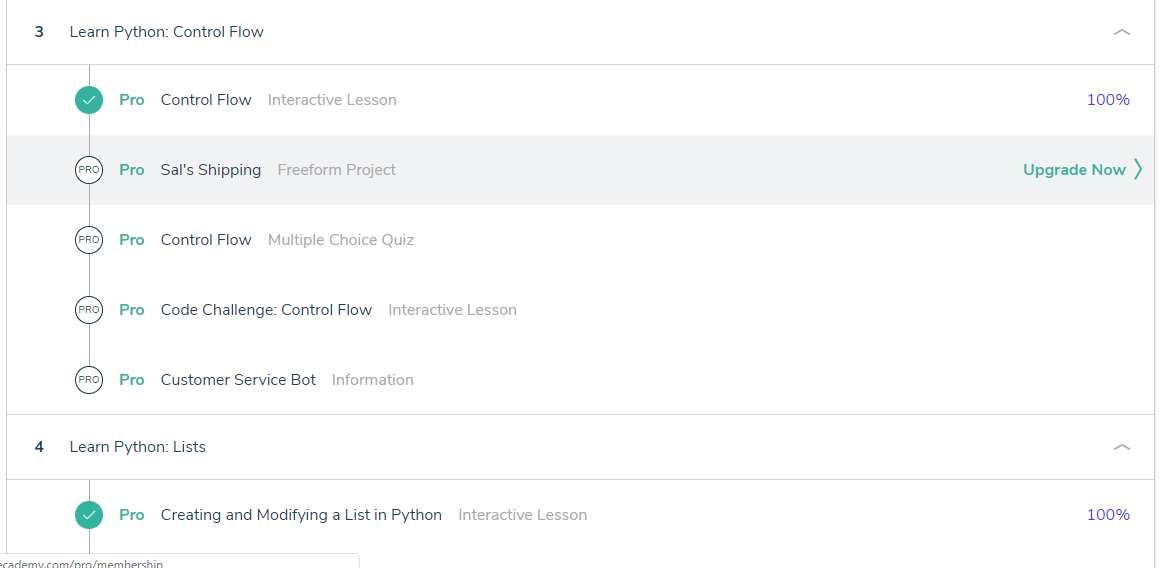 3 Learn Python: Control Flow
Pro Control Flow Interactive Lesson 100%
PRO Pro Sal's Shipping Freeform Project Upgrade Now
PRO Pro Control Flow Multiple Choice Quiz
PRO Pro Code Challenge: Control Flow Interactive Lesson
PRO Pro Customer Service Bot Information
4 Learn Python: Lists
Pro Creating and Modifying a List in Python Interactive Lesson 100%
ecademy.com/pro/membership